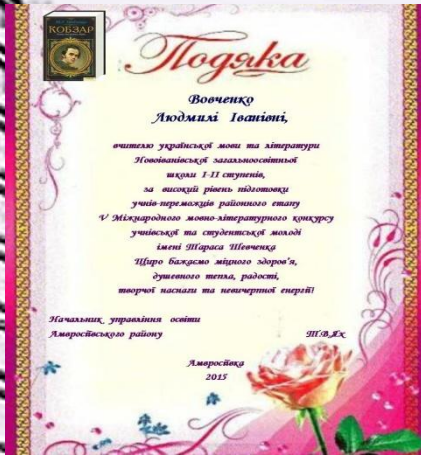 КОБЗАР
Подяка
Вовченко
Людмилі Іванівні,
вчителю української мови та літератури
Новоіванівської загальноосвітньої
школи І-ІІ ступенів,
за високий рівень підготовки
учнів-переможців районного етапу
V Міжнародного мовно-літературного конкурсу
учнівської та студентської молоді
імені Тараса Шевченка
Щиро бажаємо міцного здоров'я,
душевного тепла, радості,
творчої наснаги та невичерпної енергії!
Начальник управління освіти
Амвросіївського району Т.В.Як
Амвросіївка
2015